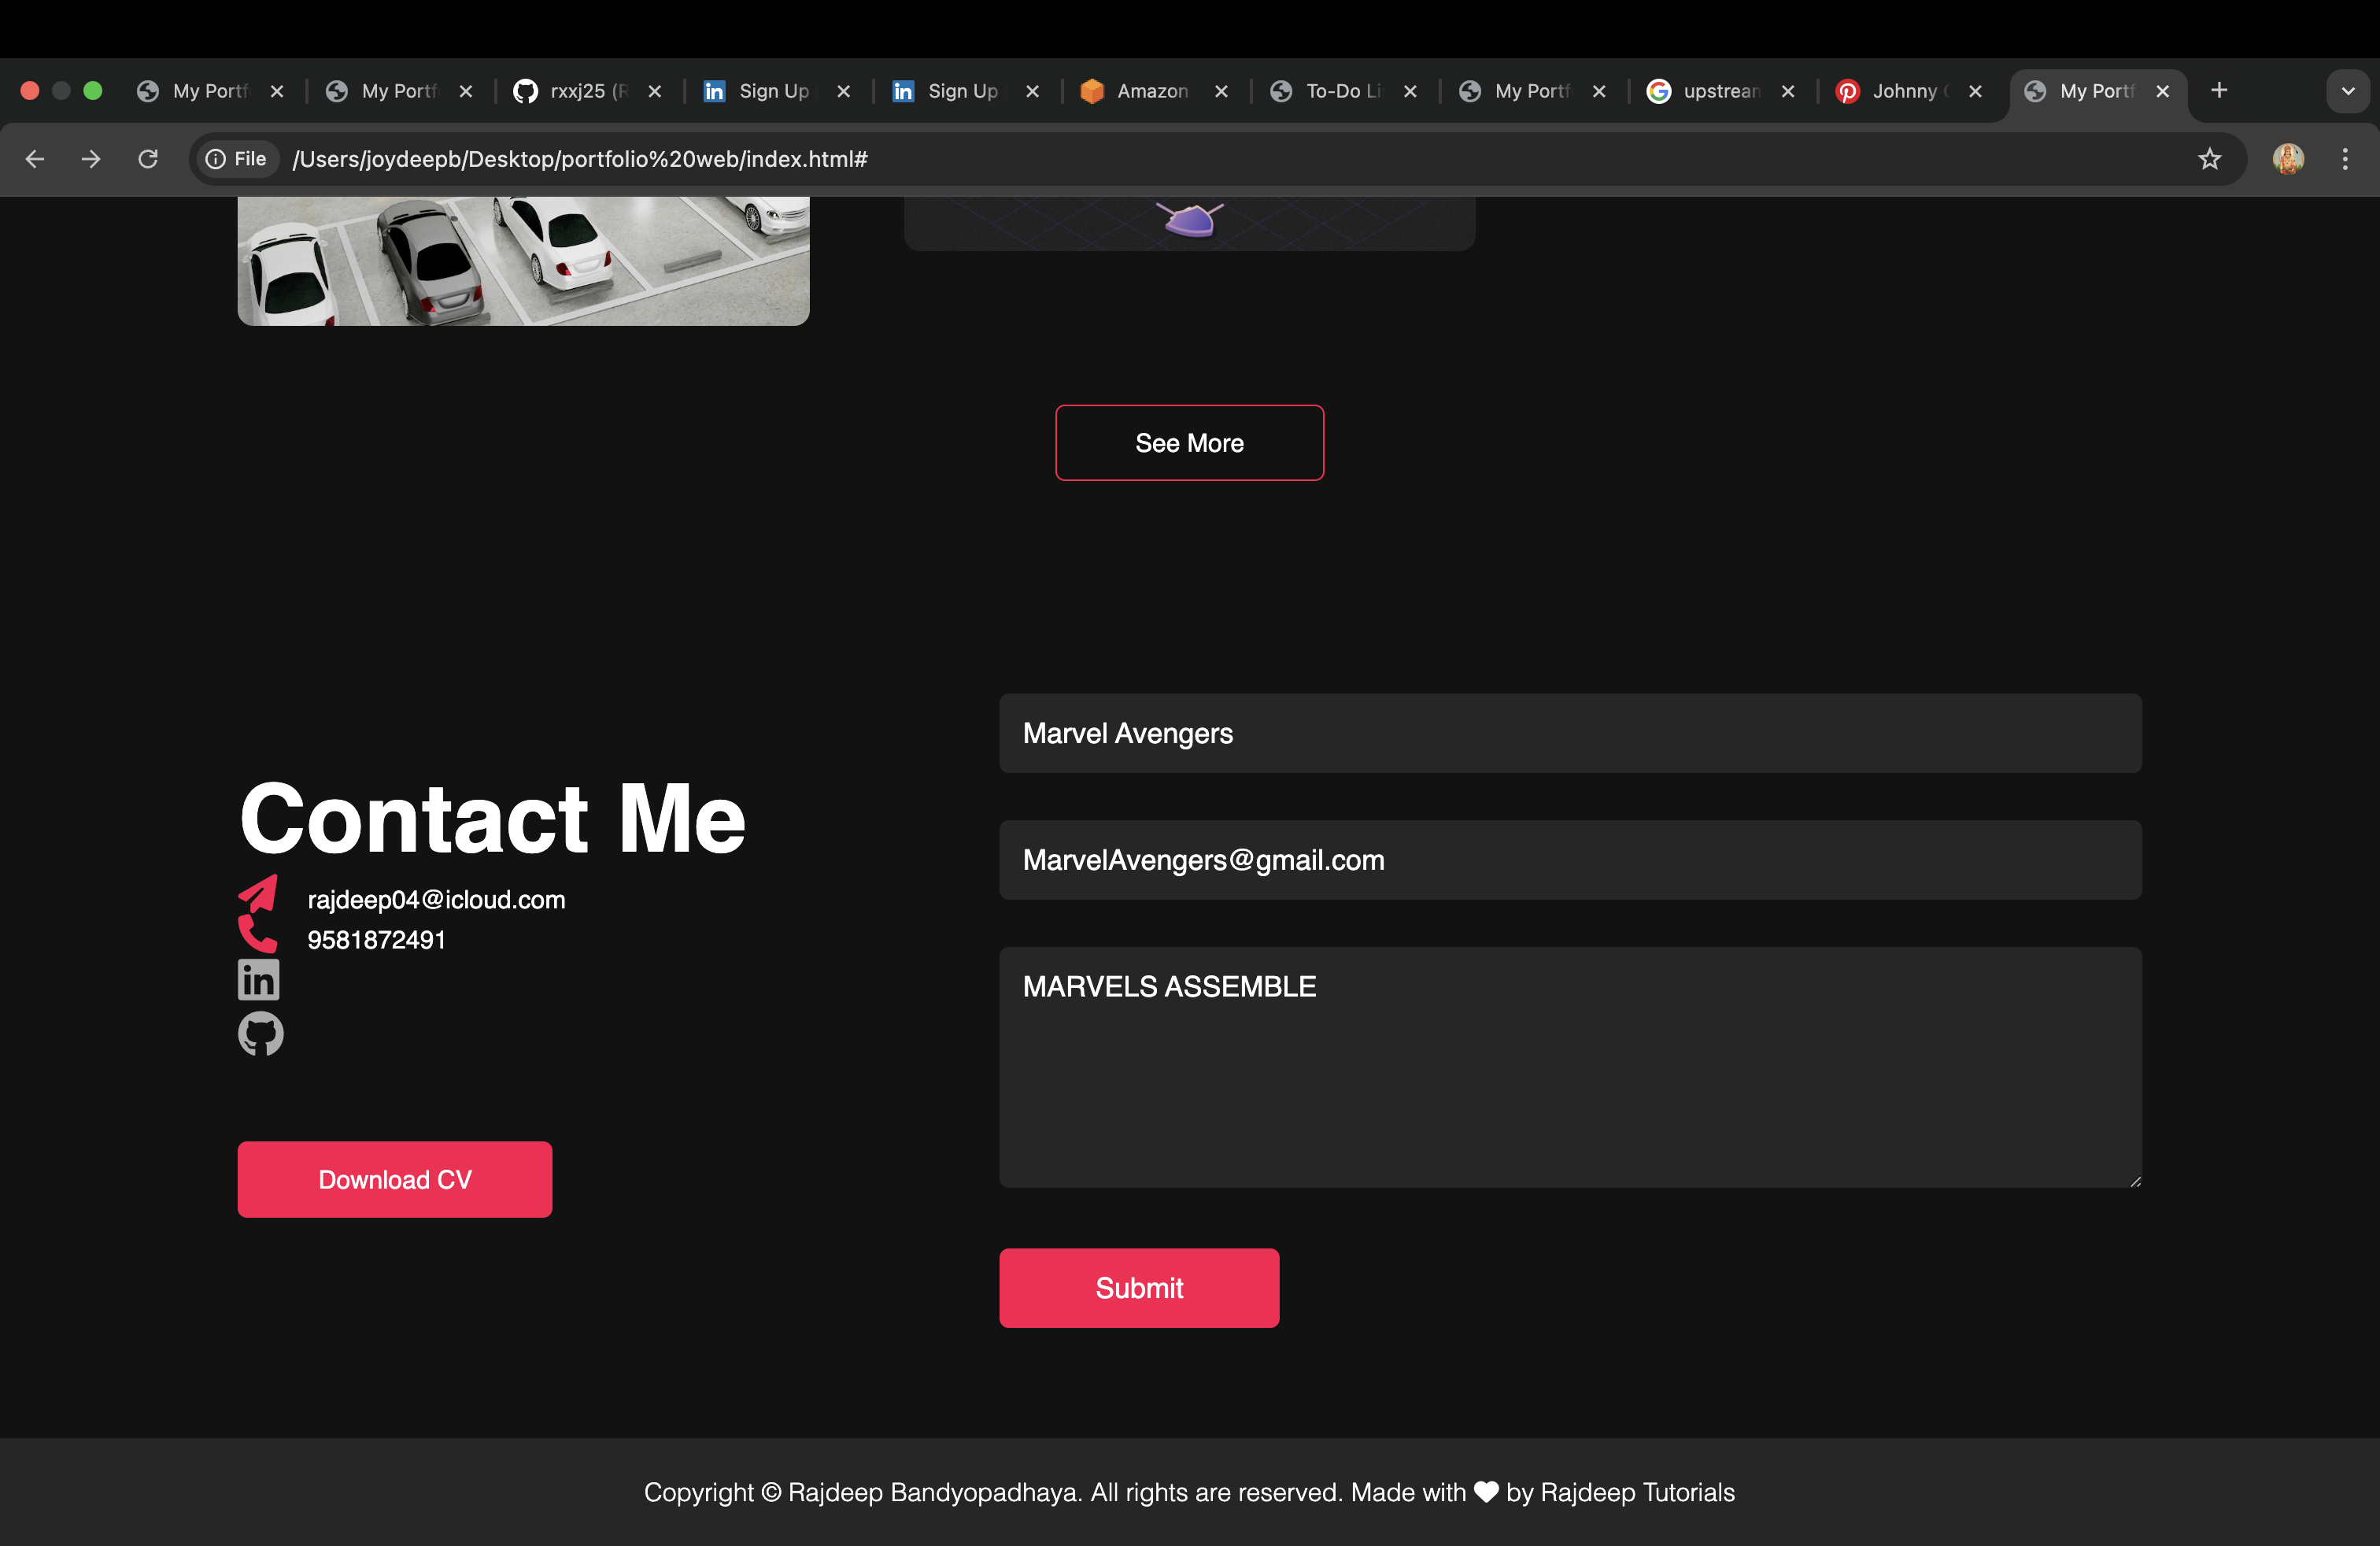 My Portf
My Portf
rxxj25 (R
Sign Up
Sign Up
Amazon
To-Do Li
My Portf
upstream
Johnny
My Portf
File /Users/joydeepb/Desktop/portfolio%20web/index.html#
See More
Marvel Avengers
MarvelAvengers@gmail.com
MARVELS ASSEMBLE
Submit
Contact Me
rajdeep04@icloud.com
9581872491
in
Download CV
Copyright © Rajdeep Bandyopadhaya. All rights are reserved. Made with by Rajdeep Tutorials